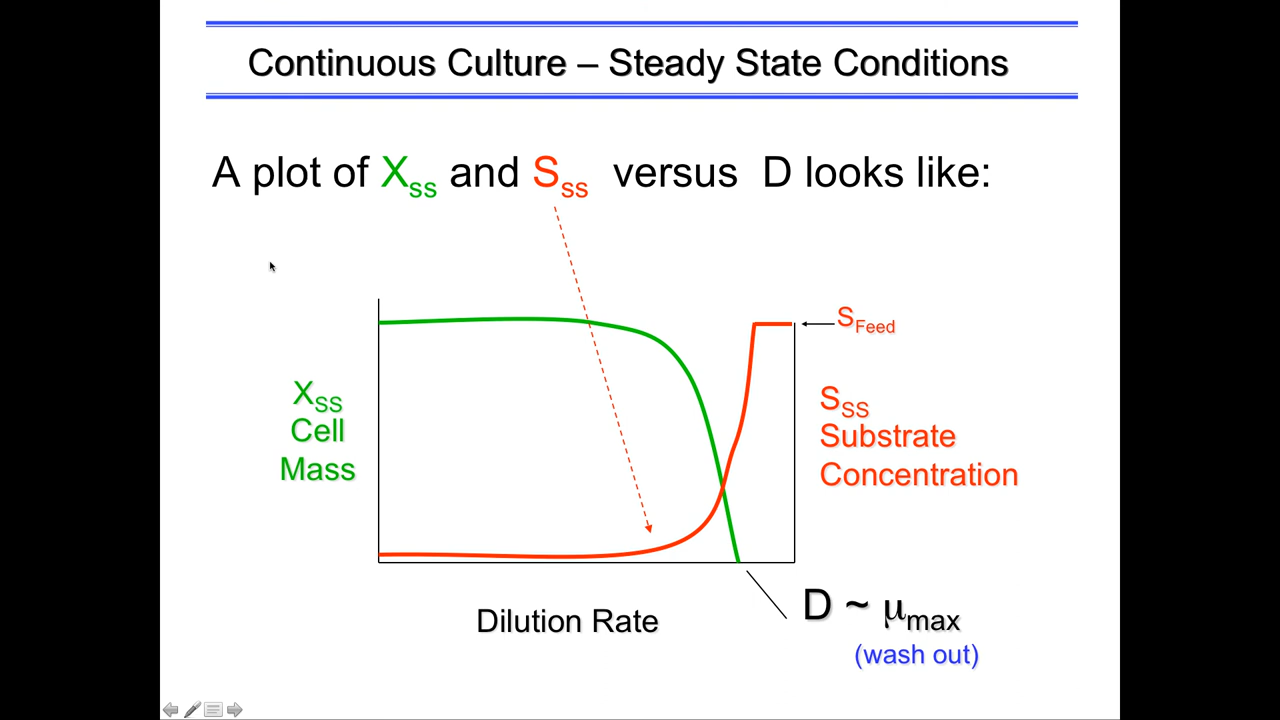 Continuous Culture – Steady State Conditions
A plot of Xss and Sss versus D looks like:
SFeed
XSS
Cell
Mass
SSS
Substrate
Concentration
Dilution Rate
D ~ μmax
(wash out)